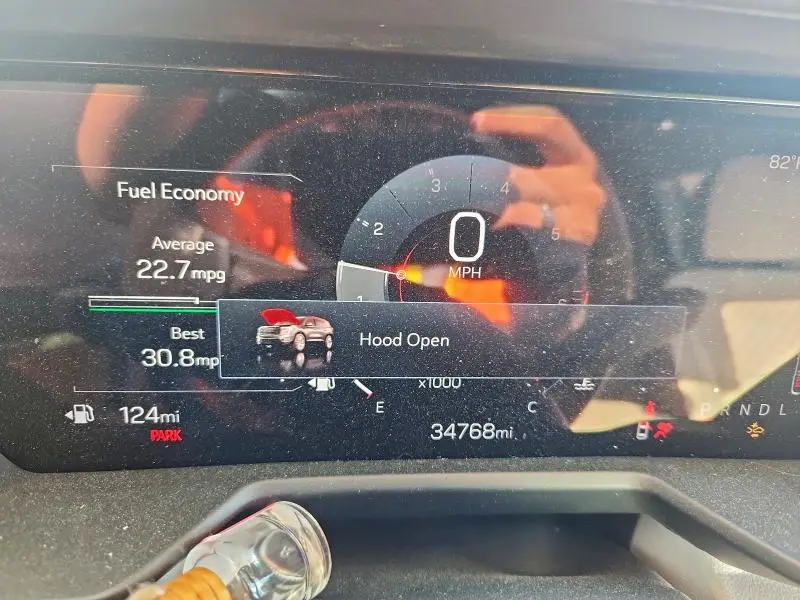 82°F
Fuel Economy
3 4
2 0 5
Average
22.7mpg
MPH
1 6
Best
30.8mp
Hood Open
x1000
E C
124mi
PARK
34768mi
P R N D L